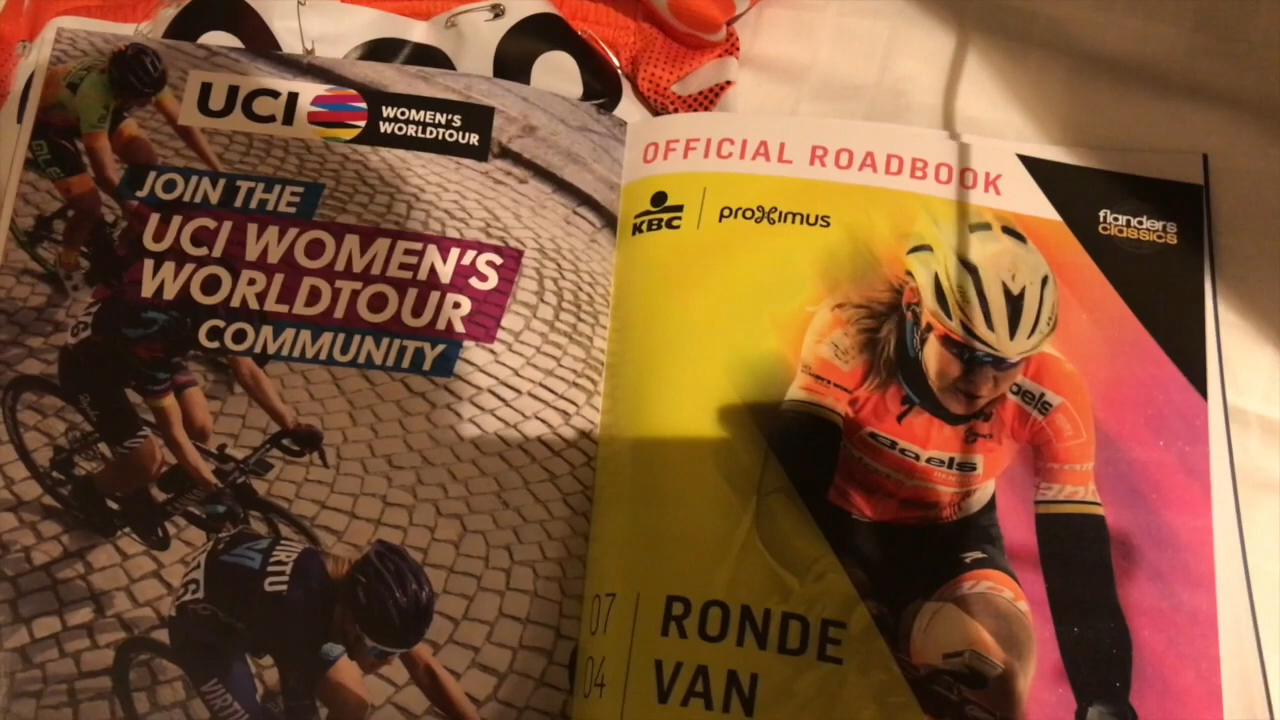 UCI WOMEN'S
WORLDTOUR
JOIN THE
UCI WOMEN'S
WORLDTOUR
COMMUNITY
VIRTU
OFFICIAL ROADBOOK
KBC
proximus
flanders
classics
Boels
07
04
RONDE
VAN